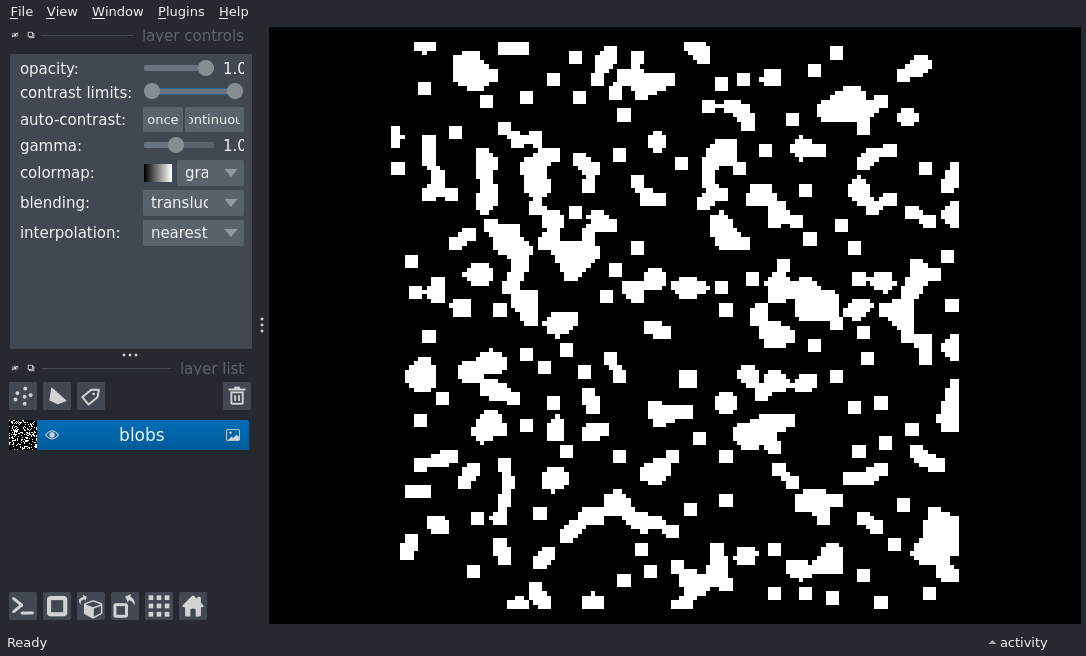 File View Window Plugins Help
layer controls
opacity: 1.0
contrast limits:
auto-contrast: once ontinuou
gamma: 1.0
colormap: gra
blending: transluc
interpolation: nearest
layer list
blobs
Ready activity